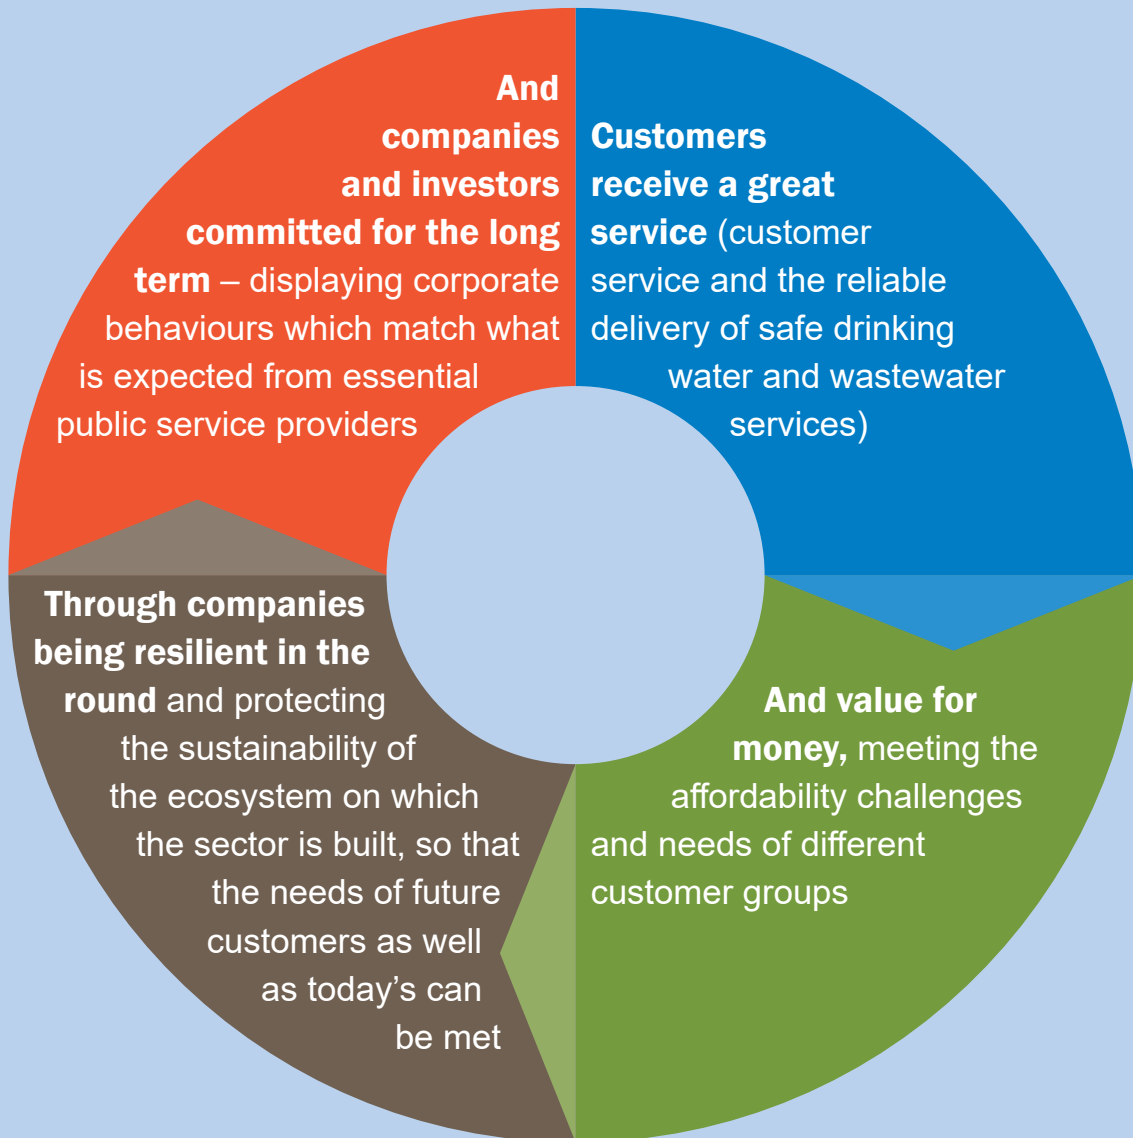 Customers
receive a great
service (customer
service and the reliable
delivery of safe drinking
water and wastewater
services)
And value for
money, meeting the
affordability challenges
and needs of different
customer groups
Through companies
being resilient in the
round and protecting
the sustainability of
the ecosystem on which
the sector is built, so that
the needs of future
customers as well
as today’s can
be met
And
companies
and investors
committed for the long
term – displaying corporate
behaviours which match what
is expected from essential
public service providers